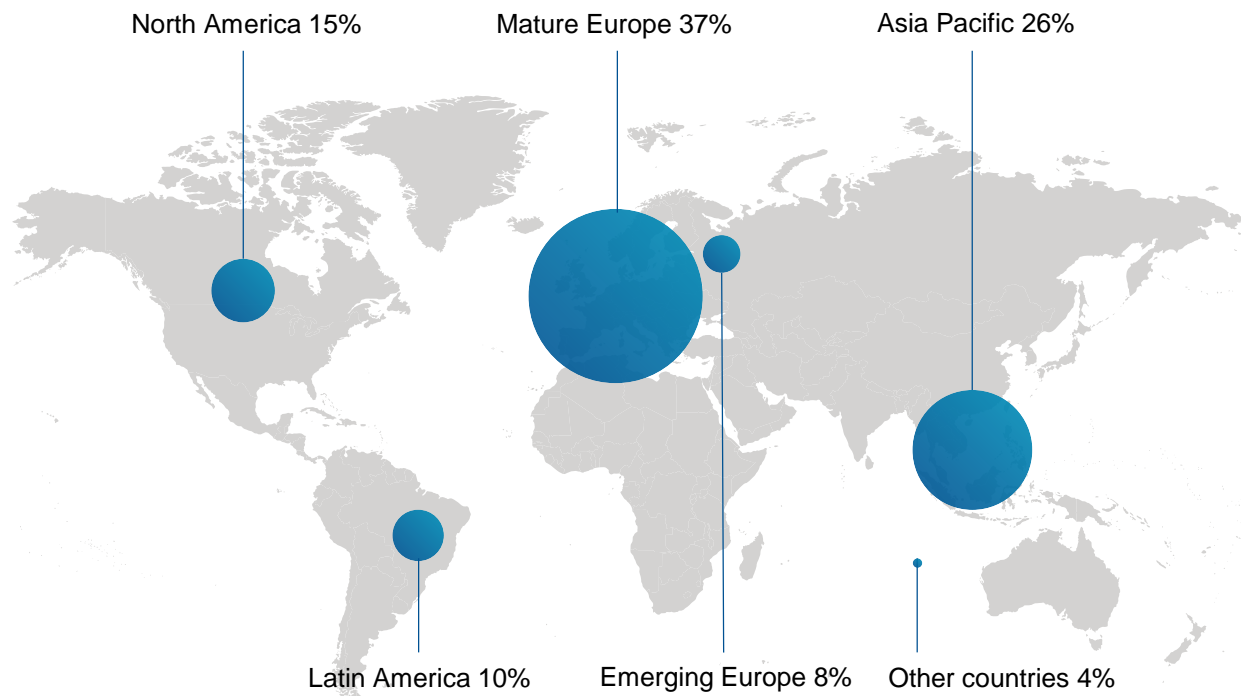 North America 15%
Mature Europe 37%
Asia Pacific 26%
Latin America 10%
Emerging Europe 8%
Other countries 4%